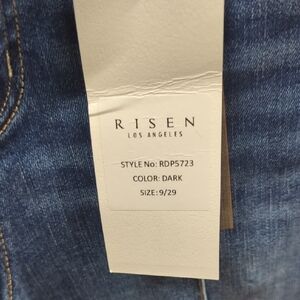 RISEN
LOS ANGELES
STYLE No: RDP5723
COLOR: DARK
SIZE: 9/29